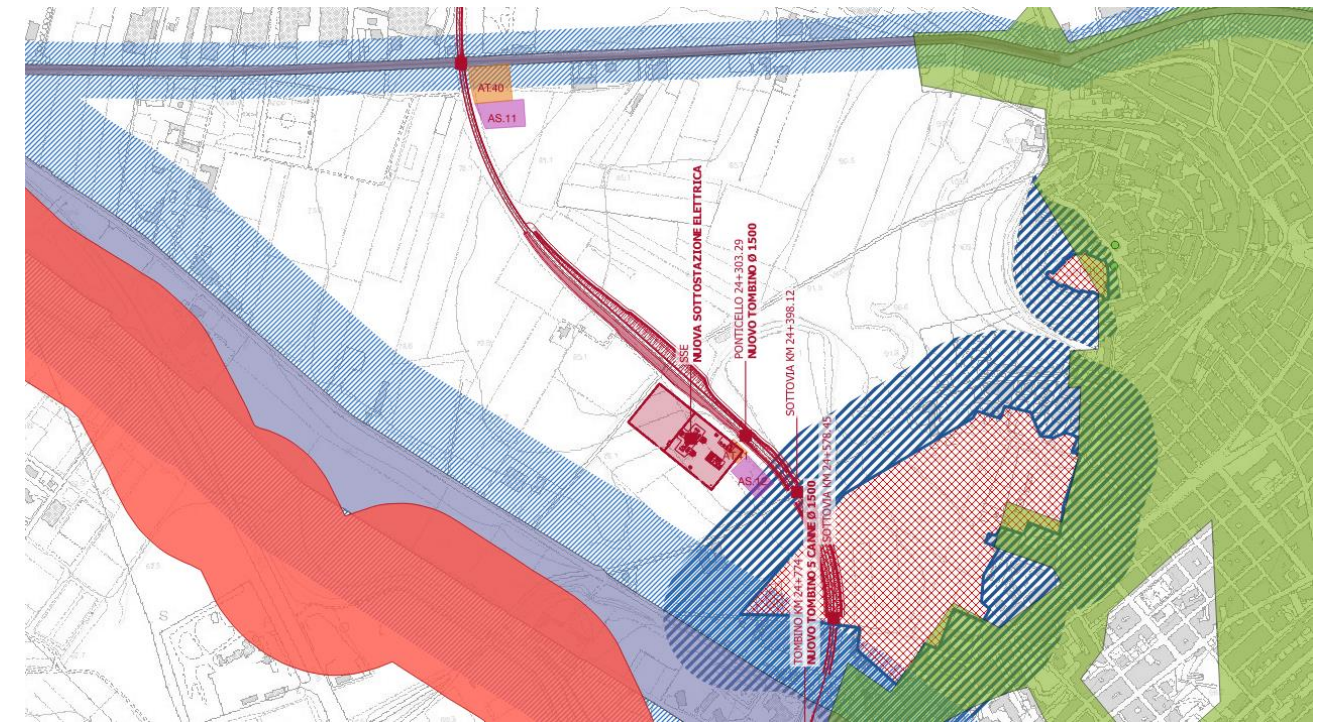 AT.40
AS.11
SSE
NUOVA SOTTOSTAZIONE ELETTRICA
PONTICELLO 24+303.29
NUOVO TOMBINO Ø 1500
SOTTOVIA KM 24+398.12
AS.12
TOMBINO KM 24+774
NUOVO TOMBINO 5 CANNE Ø 1500
SOTTOVIA KM 24+578.45
S